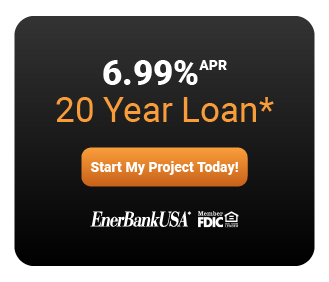 6.99% APR
20 Year Loan*
Start My Project Today!
EnerBankUSA® Member FDIC